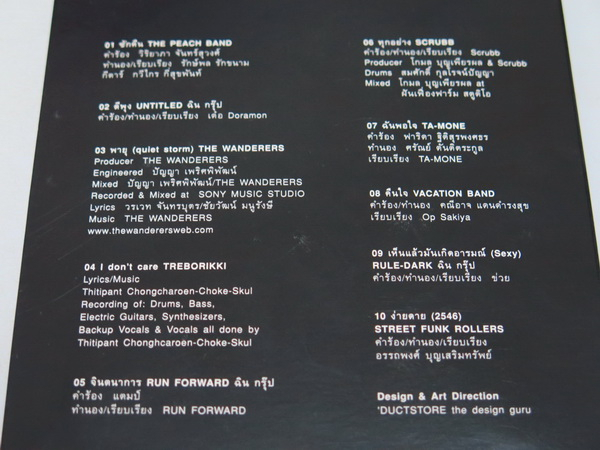 01 ซักคืน THE PEACH BAND
คำร้อง วิริยาภา จันทร์สุวงศ์
ทำนอง/เรียบเรียง รักษ์พล รักขนาม
กีตาร์ กวีไกร กีสุขพันท์
02 ตีพุง UNTITLED ฉิน กรุ๊ป
คำร้อง/ทำนอง/เรียบเรียง เต๋อ Doramon
03 พายุ (quiet storm) THE WANDERERS
Producer THE WANDERERS
Engineered ปัญญา เพริศพิพัฒน์
Mixed ปัญญา เพริศพิพัฒน์/THE WANDERERS
Recorded & Mixed at SONY MUSIC STUDIO
Lyrics วรเวท จันทรบุตร/ชัยวัฒน์ มนูรังษี
Music THE WANDERERS
www.thewanderersweb.com
04 I don't care TREBORIKKI
Lyrics/Music
Thitipant Chongcharoen-Choke-Skul
Recording of: Drums, Bass,
Electric Guitars, Synthesizers,
Backup Vocals & Vocals all done by
Thitipant Chonghcaroen-Choke-Skul
05 จินตนาการ RUN FORWARD ฉิน กรุ๊ป
คำร้อง แตมป์
ทำนอง/เรียบเรียง RUN FORWARD
06 ทุกอย่าง SCRUBB
คำร้อง/ทำนอง/เรียบเรียง Scrubb
Producer โกมล บุญเพียรผล & Scrubb
Drums สมศักดิ์ กุลโรจน์ปัญญา
Mixed โกมล บุญเพียรผล at
ผันเฟื่องฟาร์ม สตูดิโอ
07 ฉันพอใจ TA-MONE
คำร้อง ฟาริดา ฐิติสุรพงศธร
ทำนอง ศรัณย์ ตันติตระกูล
เรียบเรียง TA-MONE
08 คืนใจ VACATION BAND
คำร้อง/ทำนอง คณีอาจ แดนดำรงสุข
เรียบเรียง Op Sakiya
09 เห็นแล้วมันเกิดอารมณ์ (Sexy)
RULE-DARK ฉิน กรุ๊ป
คำร้อง/ทำนอง/เรียบเรียง ช่วย
10 ง่ายดาย (2546)
STREET FUNK ROLLERS
คำร้อง/ทำนอง/เรียบเรียง
อรรถพงศ์ บุญเสริมทรัพย์
Design & Art Direction
'DUCTSTORE the design guru